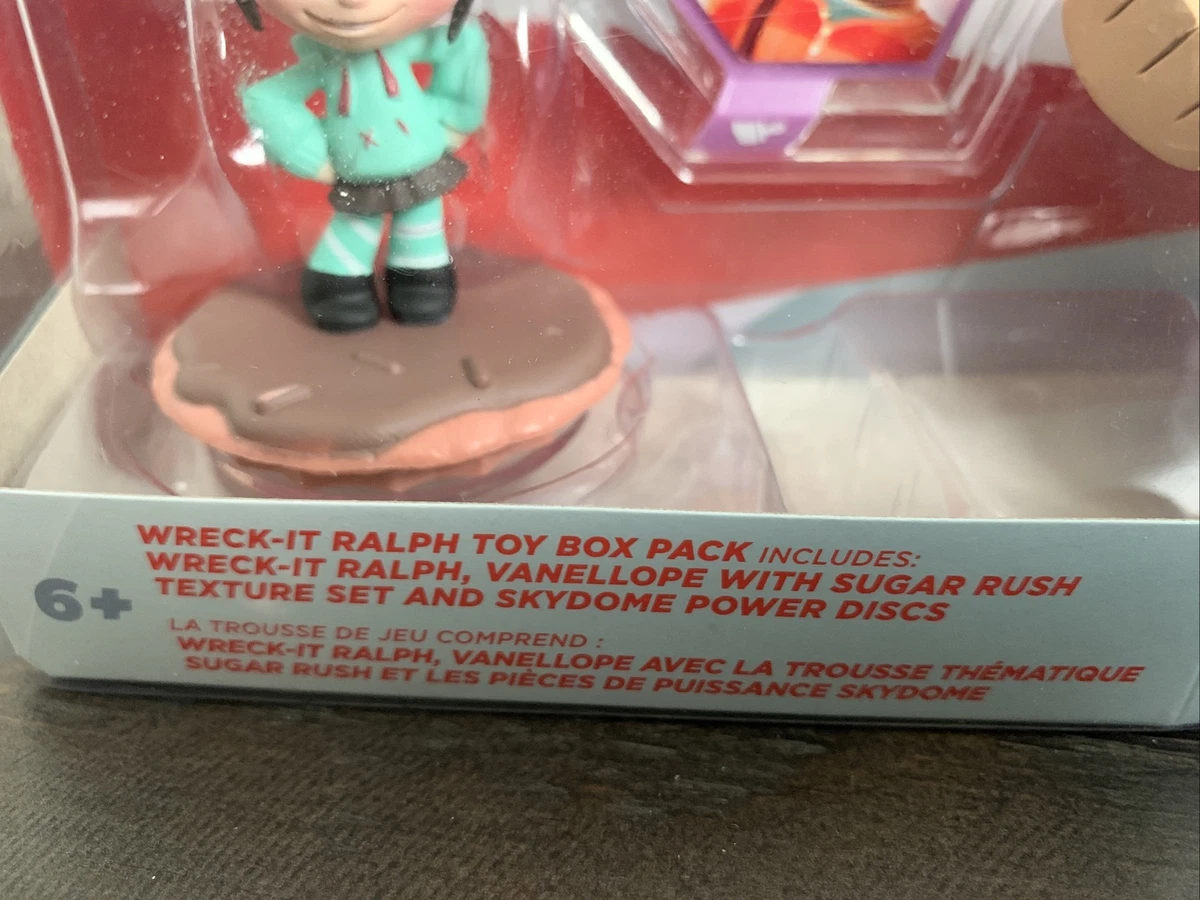 WRECK-IT RALPH TOY BOX PACK INCLUDES:
WRECK-IT RALPH, VANELLOPE WITH SUGAR RUSH
TEXTURE SET AND SKYDOME POWER DISCS
6+
LA TROUSSE DE JEU COMPREND :
WRECK-IT RALPH, VANELLOPE AVEC LA TROUSSE THÉMATIQUE
SUGAR RUSH ET LES PIÈCES DE PUISSANCE SKYDOME